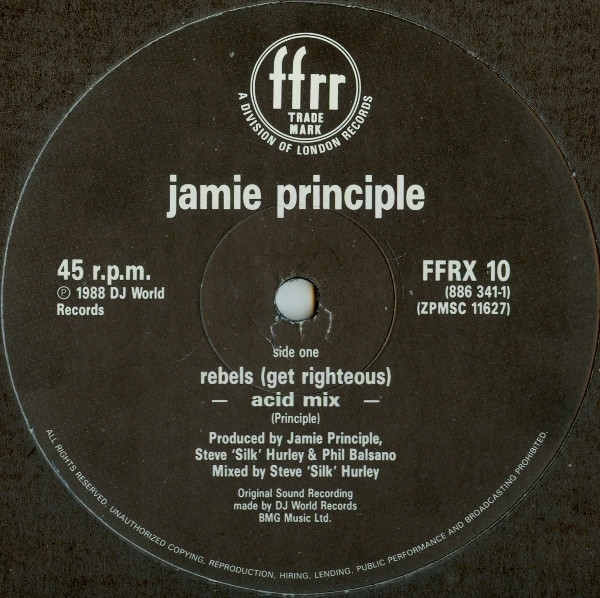 ffrr
TRADE
MARK
A DIVISION OF LONDON RECORDS
jamie principle
45 r.p.m.
℗ 1988 DJ World
Records
FFRX 10
(886 341-1)
(ZPMSC 11627)
side one
rebels (get righteous)
— acid mix —
(Principle)
Produced by Jamie Principle,
Steve ‘Silk’ Hurley & Phil Balsano
Mixed by Steve ‘Silk’ Hurley
Original Sound Recording
made by DJ World Records
BMG Music Ltd.
ALL RIGHTS RESERVED. UNAUTHORIZED COPYING, REPRODUCTION, HIRING, LENDING, PUBLIC PERFORMANCE AND BROADCASTING PROHIBITED.